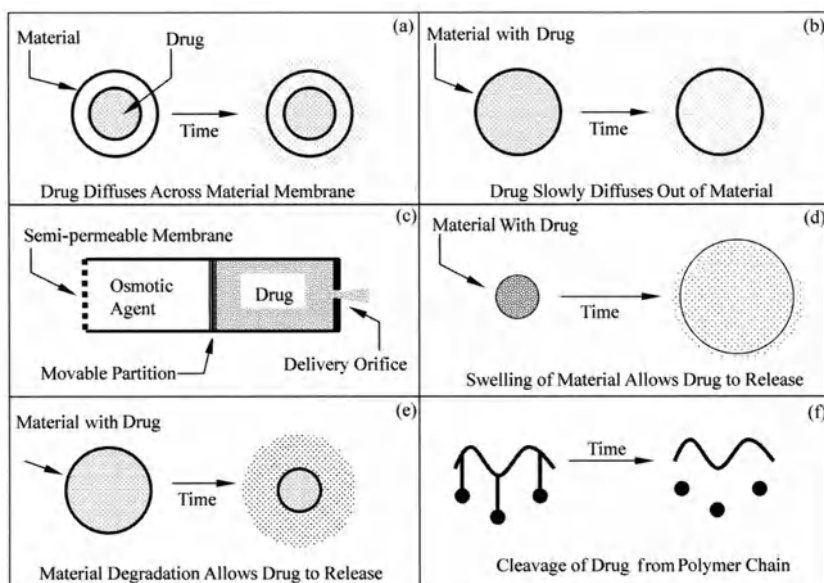 (a)
Material
Drug
Time
Drug Diffuses Across Material Membrane
(b)
Material with Drug
Time
Drug Slowly Diffuses Out of Material
(c)
Semi-permeable Membrane
Osmotic
Agent
Drug
Movable Partition
Delivery Orifice
(d)
Material With Drug
Time
Swelling of Material Allows Drug to Release
(e)
Material with Drug
Time
Material Degradation Allows Drug to Release
(f)
Time
Cleavage of Drug from Polymer Chain